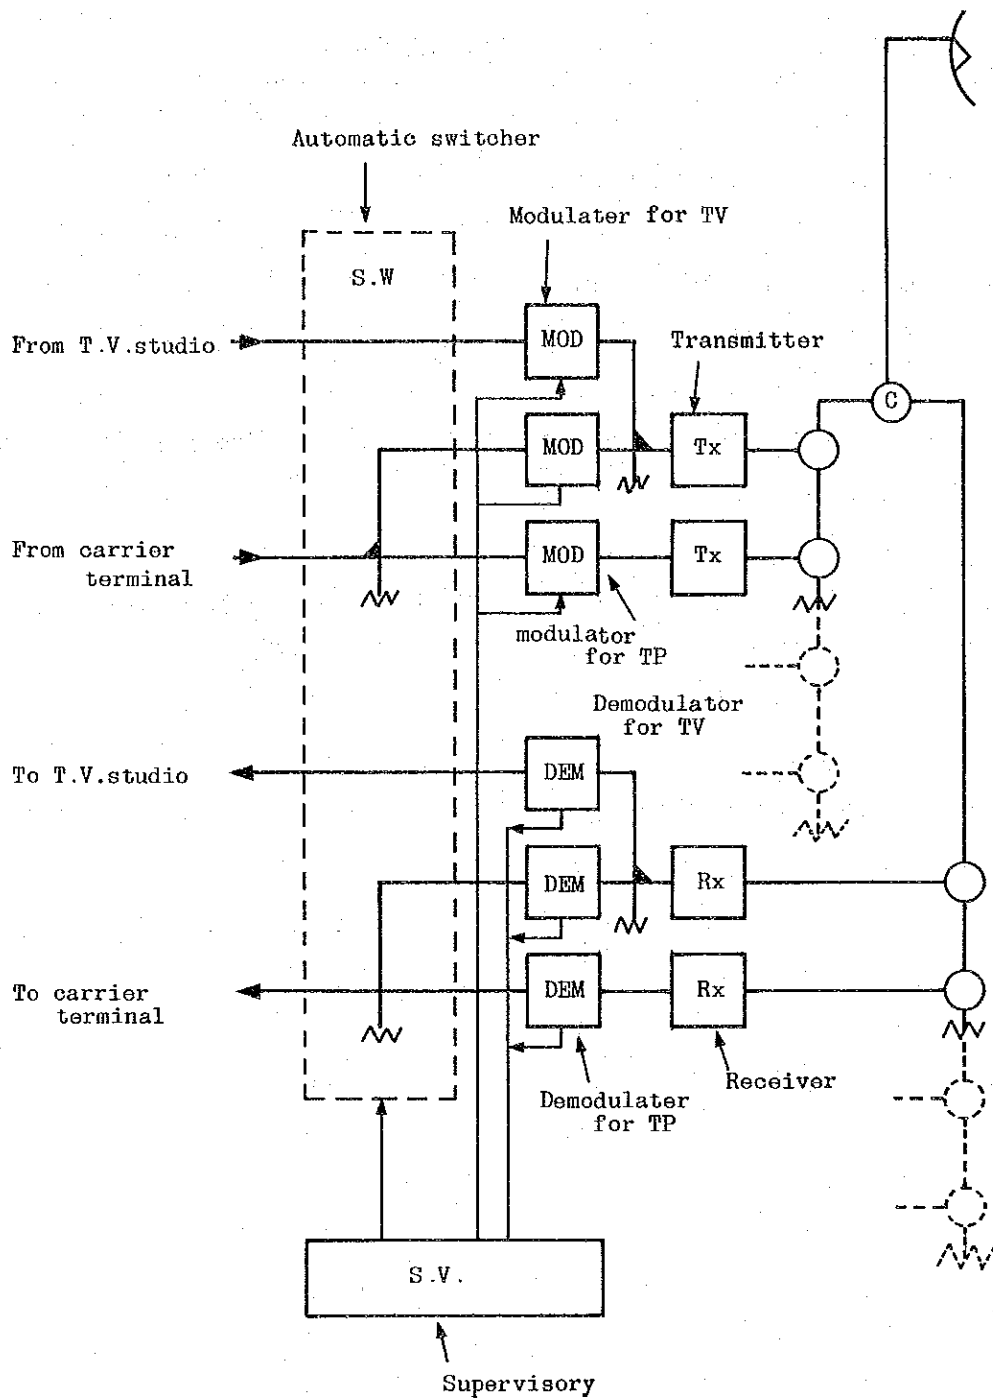 Automatic switcher
Modulater for TV
S.W
From T.V.studio
MOD
Transmitter
C
MOD
Tx
From carrier
terminal
MOD
Tx
modulator
for TP
Demodulator
for TV
To T.V.studio
DEM
DEM
Rx
To carrier
terminal
DEM
Rx
Receiver
Demodulater
for TP
S.V.
Supervisory